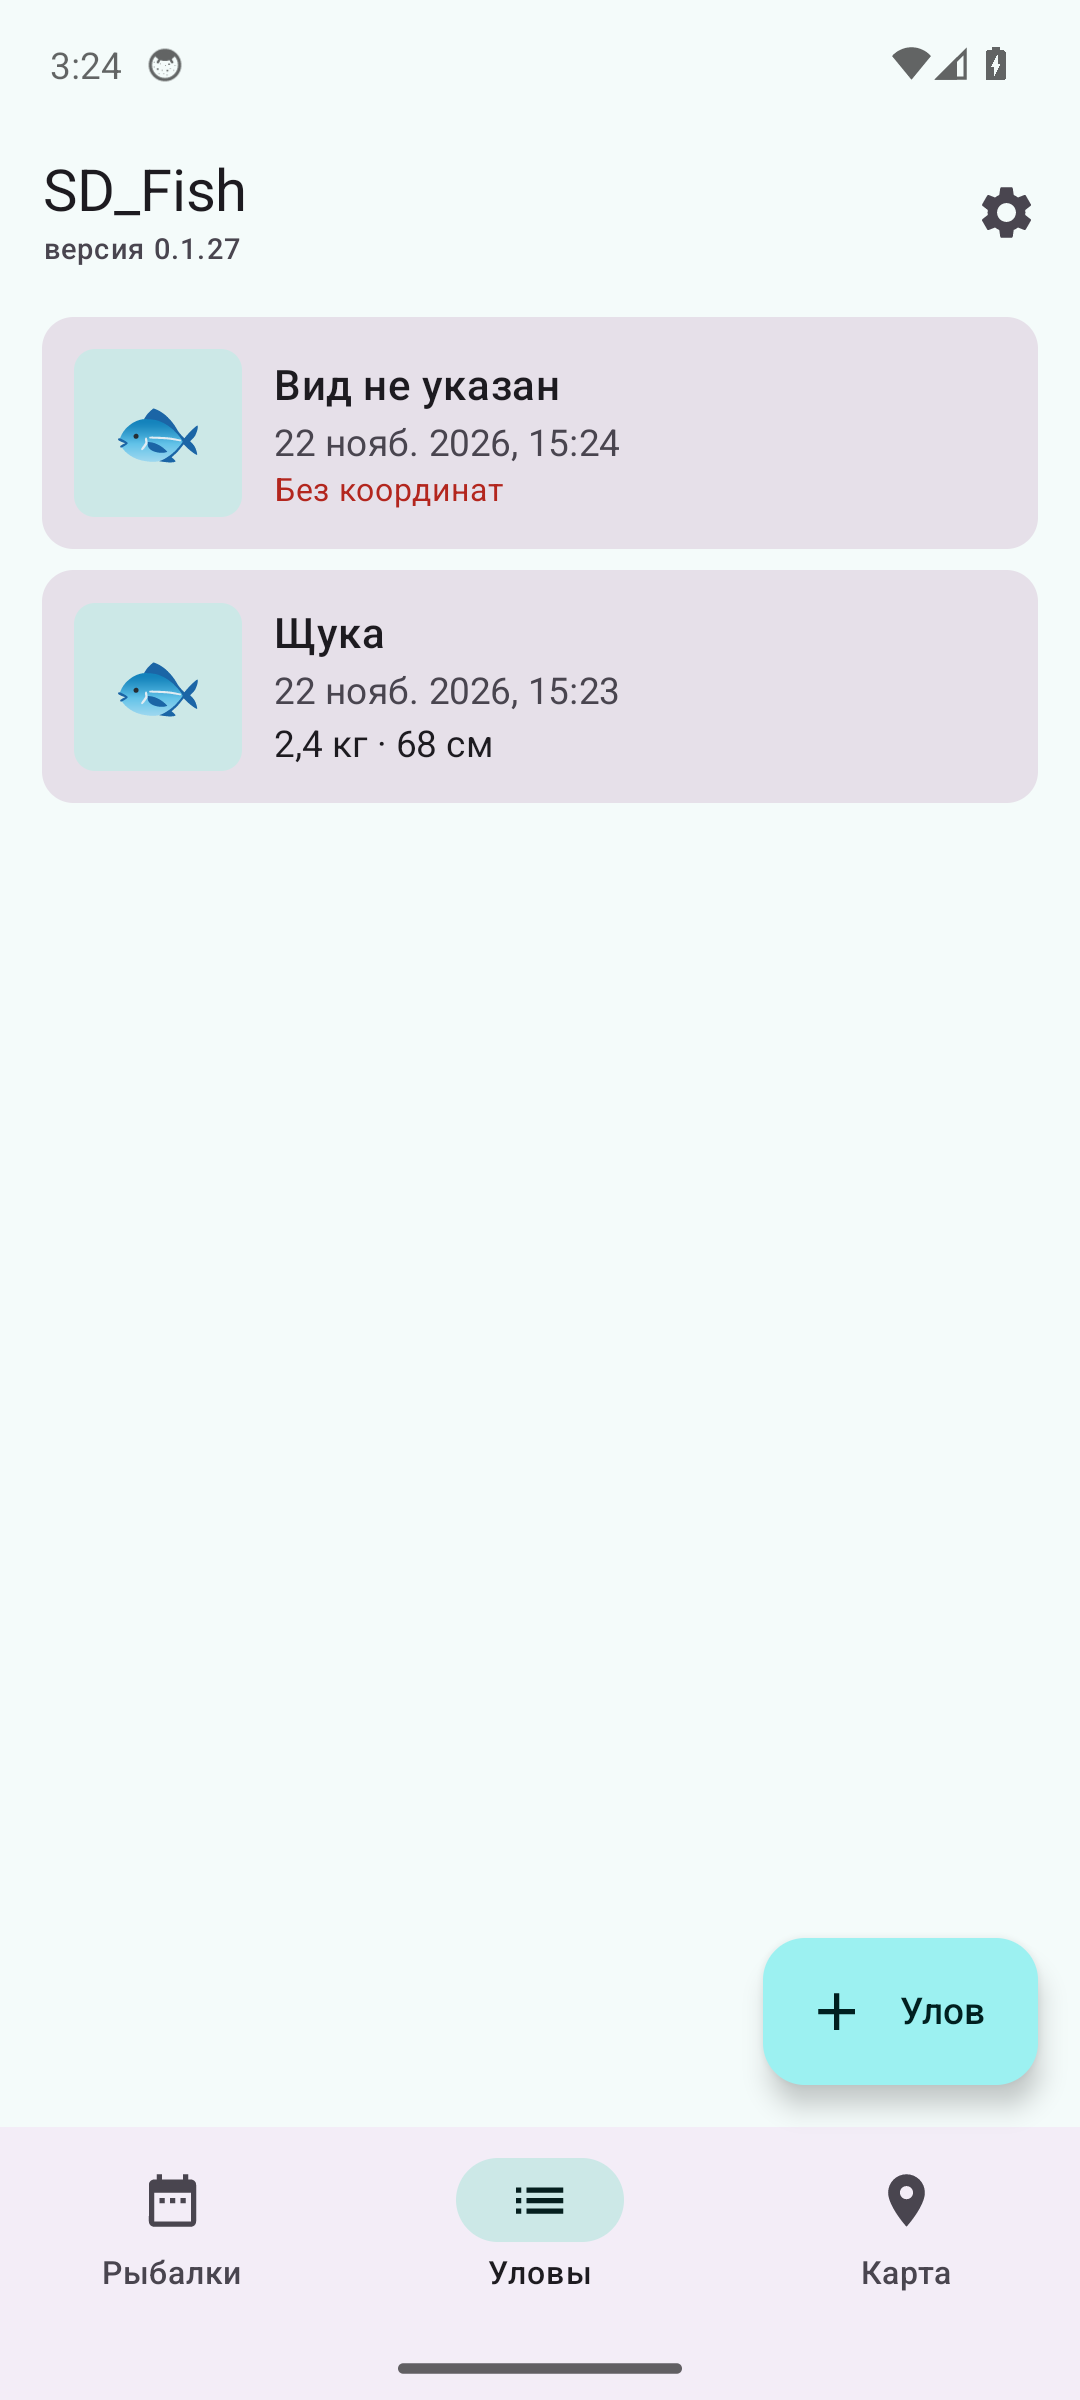 3:24
SD_Fish
версия 0.1.27
Вид не указан
22 нояб. 2026, 15:24
Без координат
Щука
22 нояб. 2026, 15:23
2,4 кг · 68 см
Улов
Рыбалки
Уловы
Карта